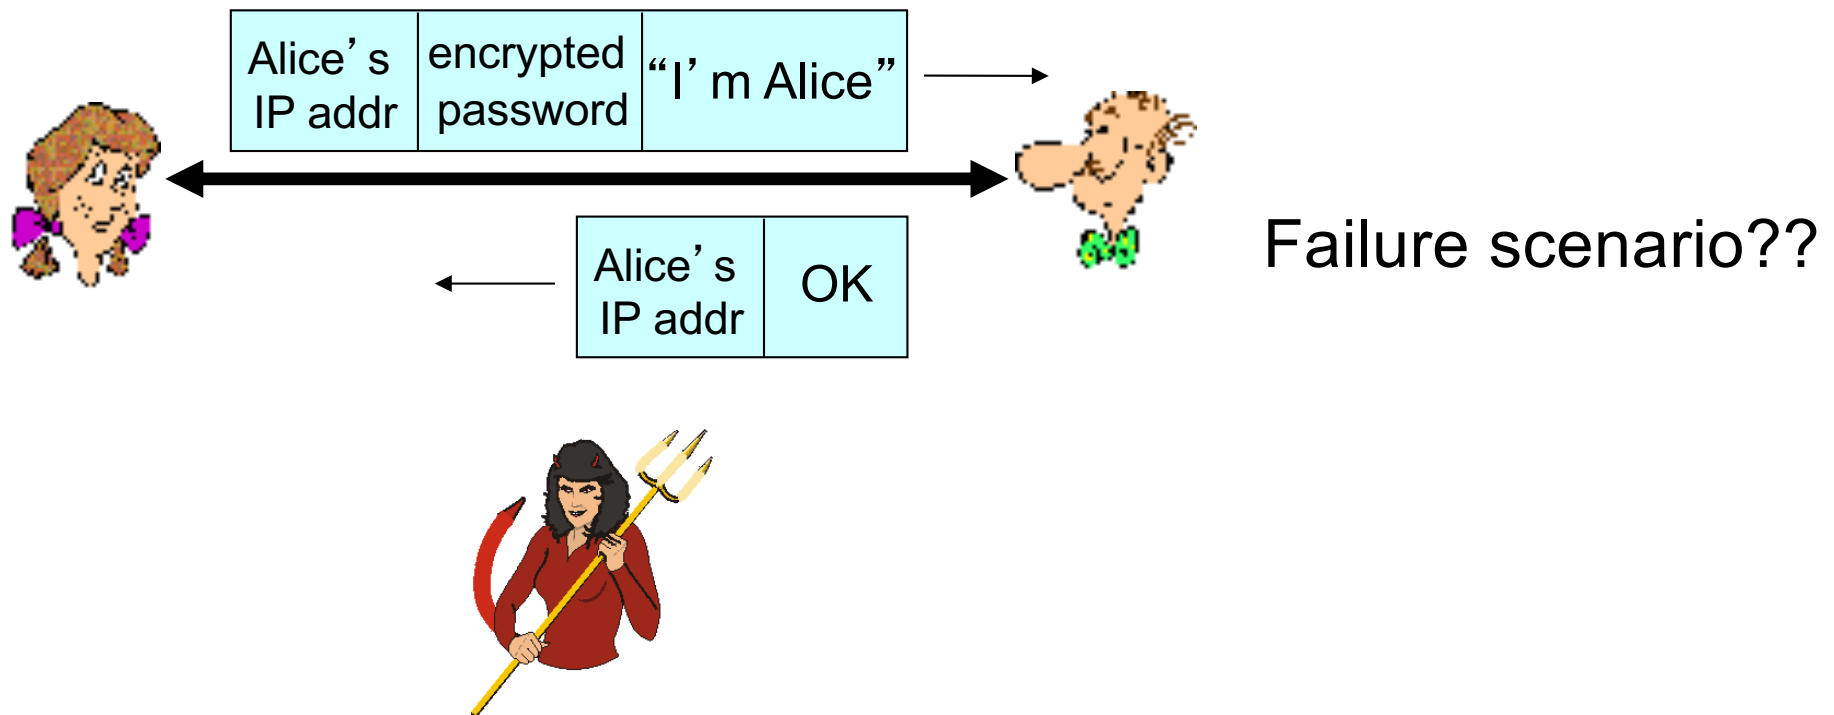 Alice’s
IP addr
encrypted
password
“I’m Alice”
Alice’s
IP addr
OK
Failure scenario??